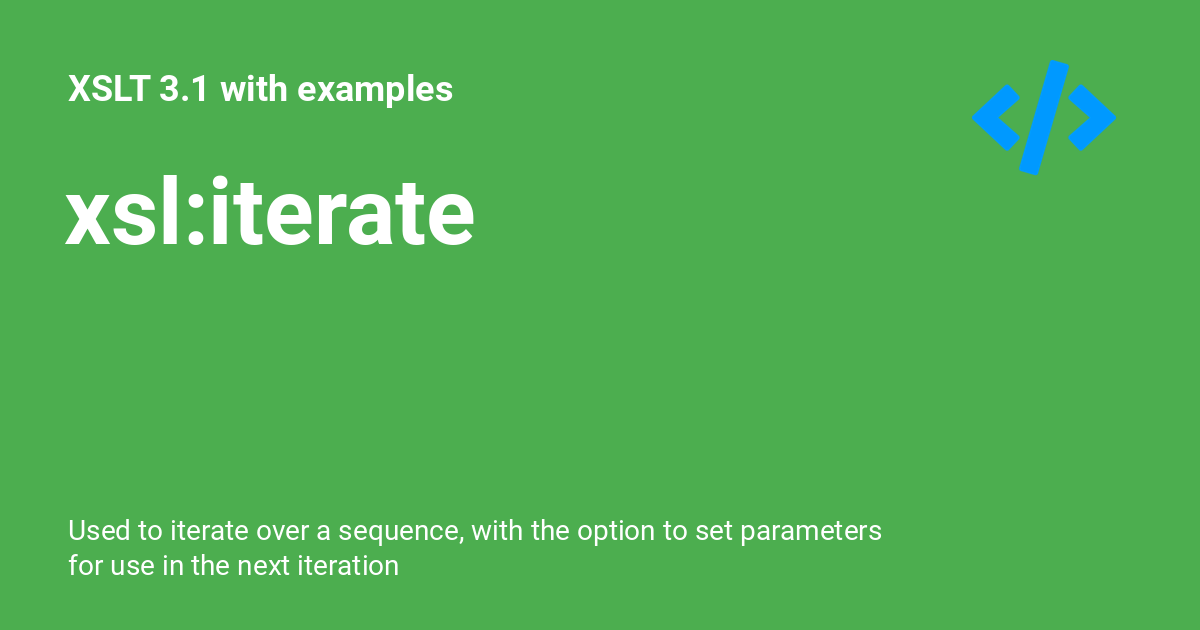 XSLT 3.1 with examples
xsl:iterate
Used to iterate over a sequence, with the option to set parameters
for use in the next iteration